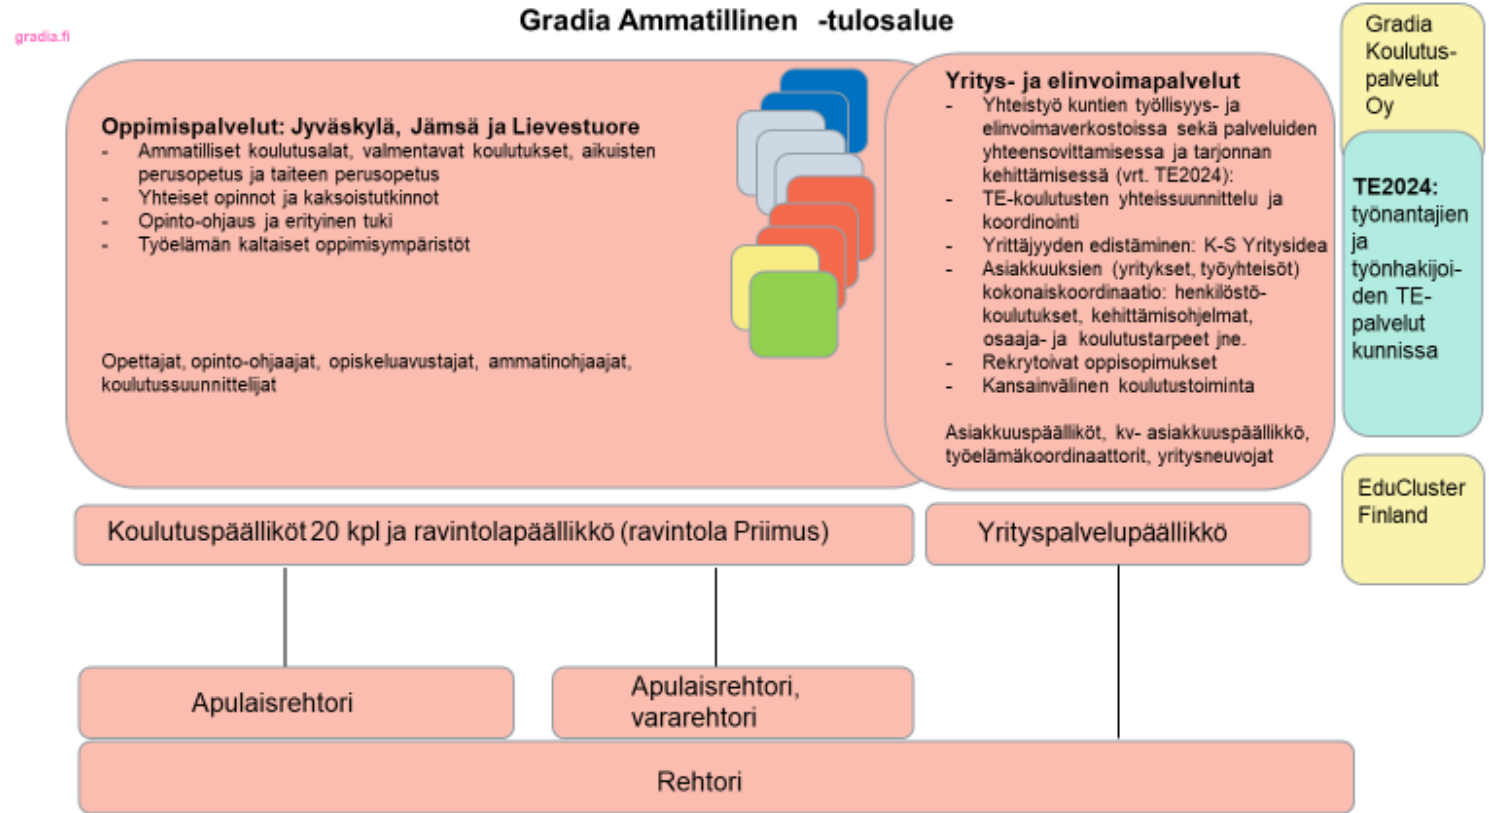 Gradia Ammatillinen -tulosalue
gradia.fi
Oppimispalvelut: Jyväskylä, Jämsä ja Lievestuore
- Ammatilliset koulutusalat, valmentavat koulutukset, aikuisten
perusopetus ja taiteen perusopetus
- Yhteiset opinnot ja kaksoistutkinnot
- Opinto-ohjaus ja erityinen tuki
- Työelämän kaltaiset oppimisympäristöt
Opettajat, opinto-ohjaajat, opiskeluavustajat, ammatinohjaajat,
koulutussuunnittelijat
Yritys- ja elinvoimapalvelut
- Yhteistyö kuntien työllisyys- ja
elinvoimaverkostoissa sekä palveluiden
yhteensovittamisessa ja tarjonnan
kehittämisessä (vrt. TE2024):
- TE-koulutusten yhteissuunnittelu ja
koordinointi
- Yrittäjyyden edistäminen: K-S Yritysidea
- Asiakkuuksien (yritykset, työyhteisöt)
kokonaiskoordinaatio: henkilöstö-
koulutukset, kehittämisohjelmat,
osaaja- ja koulutustarpeet jne.
- Rekrytoivat oppisopimukset
- Kansainvälinen koulutustoiminta
Asiakkuuspäälliköt, kv- asiakkuuspäällikkö,
työelämäkoordinaattorit, yritysneuvojat
Gradia
Koulutus-
palvelut
Oy
TE2024:
työnantajien
ja
työnhakijoi-
den TE-
palvelut
kunnissa
EduCluster
Finland
Koulutuspäälliköt 20 kpl ja ravintolapäällikkö (ravintola Priimus)
Yrityspalvelupäällikkö
Apulaisrehtori
Apulaisrehtori,
vararehtori
Rehtori